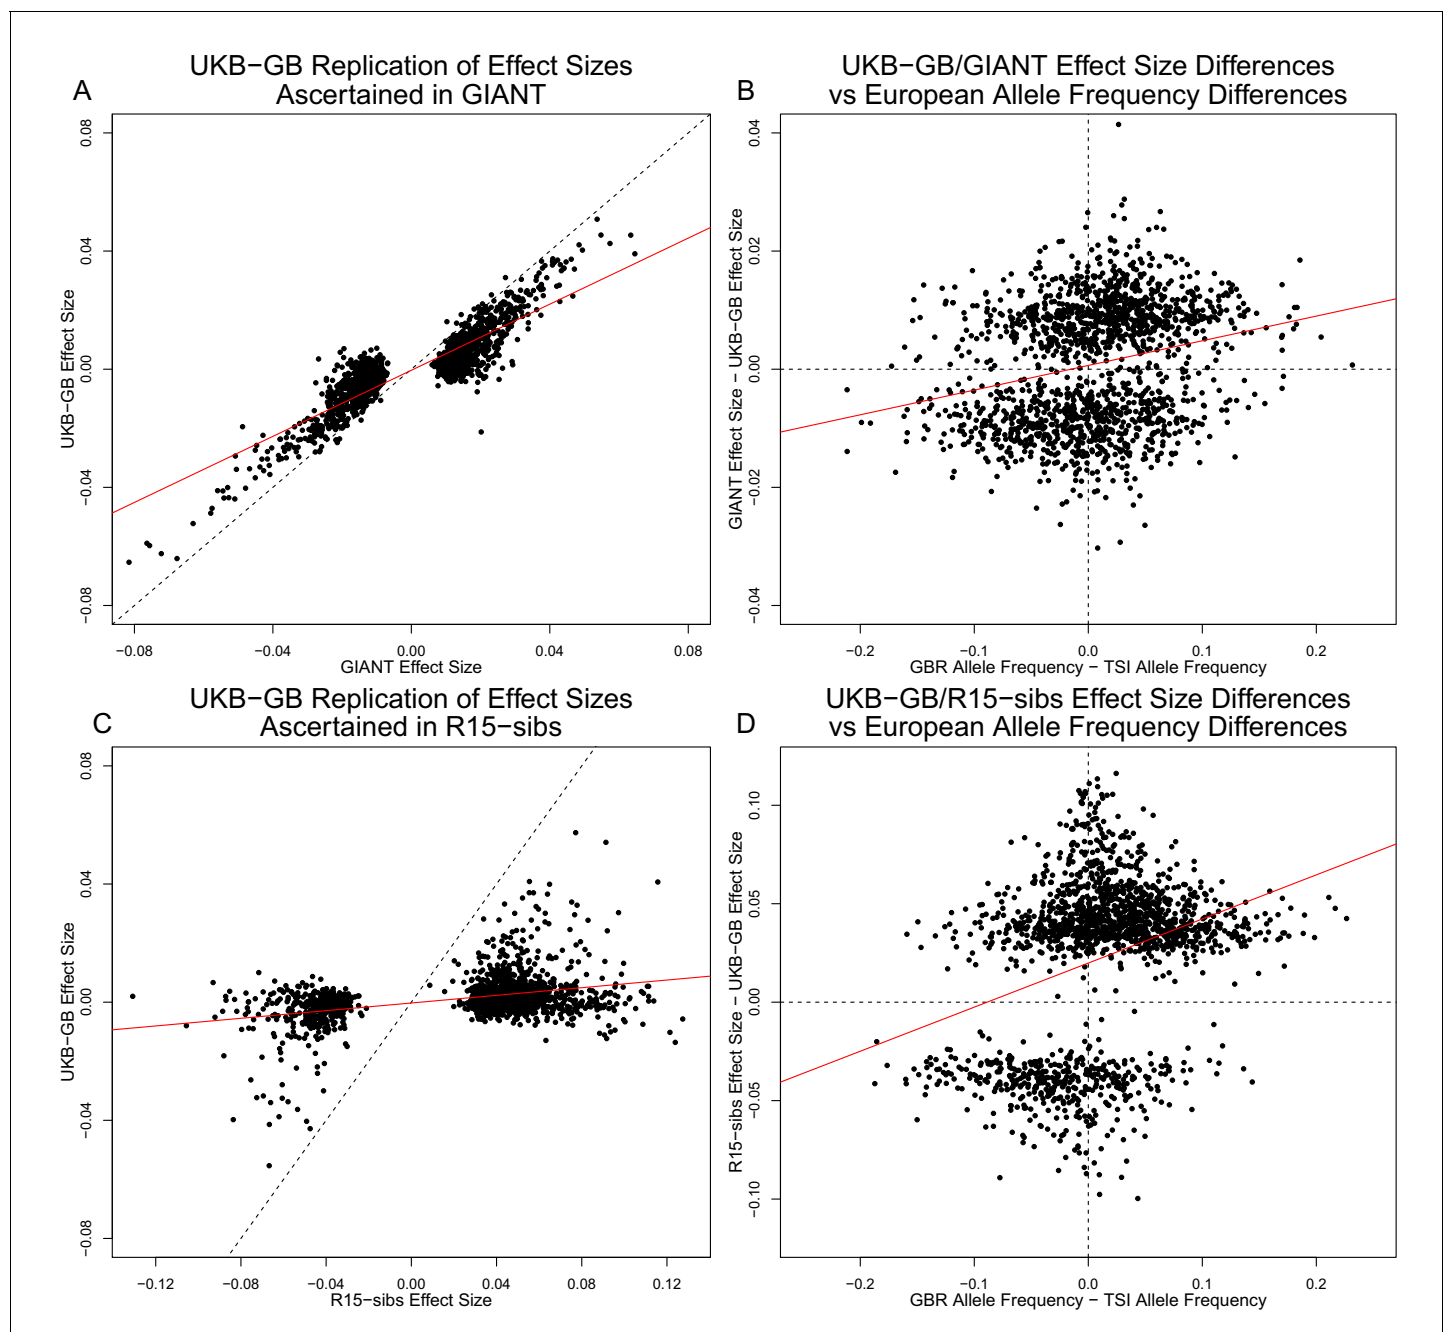 A
UKB−GB Replication of Effect Sizes
Ascertained in GIANT
UKB−GB Effect Size
0.08
0.04
0.00
−0.04
−0.08
−0.08 −0.04 0.00 0.04 0.08
GIANT Effect Size
B
UKB−GB/GIANT Effect Size Differences
vs European Allele Frequency Differences
GIANT Effect Size − UKB−GB Effect Size
0.04
0.02
0.00
−0.02
−0.04
−0.2 −0.1 0.0 0.1 0.2
GBR Allele Frequency − TSI Allele Frequency
C
UKB−GB Replication of Effect Sizes
Ascertained in R15−sibs
UKB−GB Effect Size
0.08
0.04
0.00
−0.04
−0.08
−0.12 −0.08 −0.04 0.00 0.04 0.08 0.12
R15−sibs Effect Size
D
UKB−GB/R15−sibs Effect Size Differences
vs European Allele Frequency Differences
R15−sibs Effect Size − UKB−GB Effect Size
0.10
0.05
0.00
−0.05
−0.10
−0.2 −0.1 0.0 0.1 0.2
GBR Allele Frequency − TSI Allele Frequency